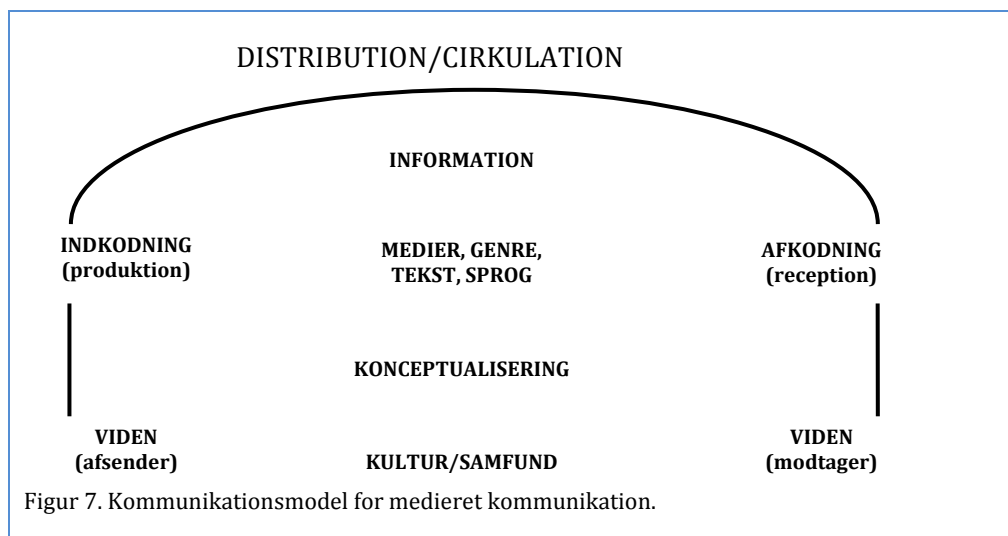 DISTRIBUTION/CIRKULATION
INFORMATION
INDKODNING
(produktion)
MEDIER, GENRE,
TEKST, SPROG
AFKODNING
(reception)
KONCEPTUALISERING
VIDEN
(afsender)
KULTUR/SAMFUND
VIDEN
(modtager)
Figur 7. Kommunikationsmodel for medieret kommunikation.